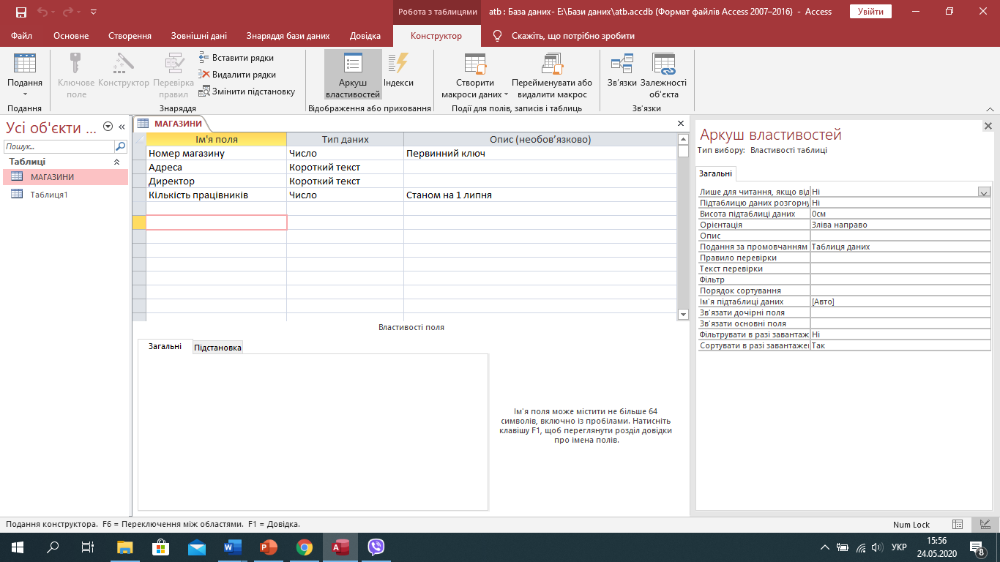 Робота з таблицями
atb : База даних- E:\Бази даних\atb.accdb (Формат файлів Access 2007–2016) - Access
Увійти
Файл Основне Створення Зовнішні дані Знаряддя бази даних Довідка Конструктор Скажіть, що потрібно зробити
Подання
Подання
Ключове поле
Конструктор
Перевірка правил
Вставити рядки
Видалити рядки
Змінити підстановку
Знаряддя
Аркуш властивостей
Індекси
Відображення або приховання
Створити макроси даних
Перейменувати або видалити макрос
Події для полів, записів і таблиць
Зв’язки
Залежності об'єкта
Зв’язки
Усі об'єкти ...
Пошук...
Таблиці
МАГАЗИНИ
Таблиця1
МАГАЗИНИ
Ім'я поля Тип даних Опис (необов’язково)
Номер магазину Число Первинний ключ
Адреса Короткий текст
Директор Короткий текст
Кількість працівників Число Станом на 1 липня
Властивості поля
Загальні Підстановка
Ім'я поля може містити не більше 64
символів, включно із пробілами. Натисніть
клавішу F1, щоб переглянути розділ довідки
про імена полів.
Аркуш властивостей
Тип вибору: Властивості таблиці
Загальні
Лише для читання, якщо від Ні
Підтаблицю даних розгорну Ні
Висота підтаблиці даних 0см
Орієнтація Зліва направо
Опис
Подання за промовчанням Таблиця даних
Правило перевірки
Текст перевірки
Фільтр
Порядок сортування
Ім'я підтаблиці даних [Авто]
Зв'язати дочірні поля
Зв'язати основні поля
Фільтрувати в разі завантаж Ні
Сортувати в разі завантажен Так
Подання конструктора. F6 = Переключення між областями. F1 = Довідка.
Num Lock
УКР
15:56
24.05.2020
8